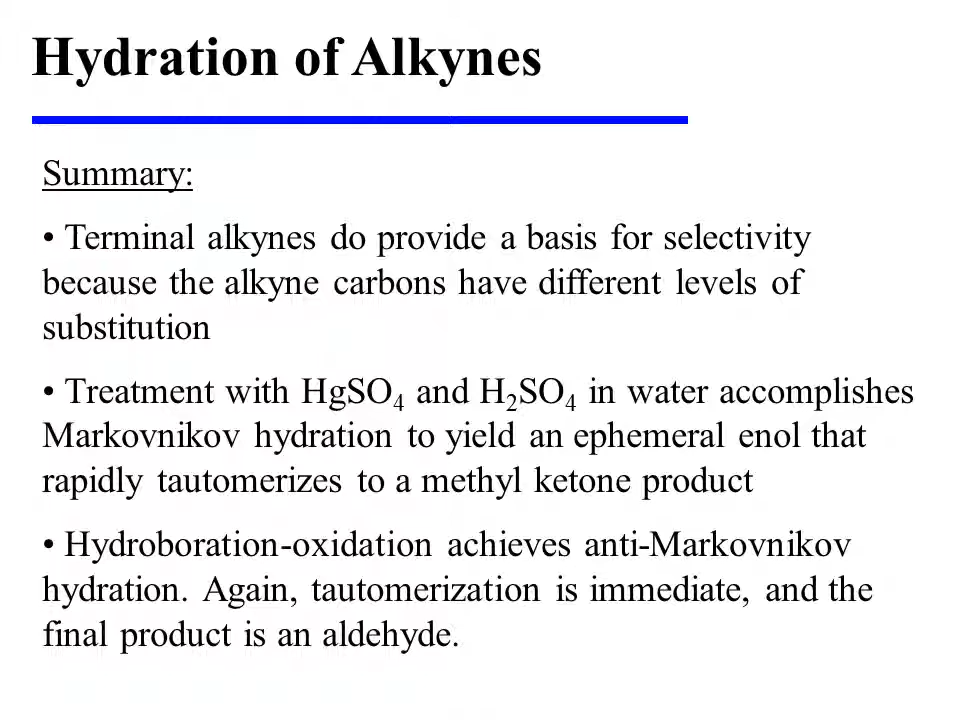 Hydration of Alkynes
Summary:
• Terminal alkynes do provide a basis for selectivity
because the alkyne carbons have different levels of
substitution
• Treatment with HgSO₄ and H₂SO₄ in water accomplishes
Markovnikov hydration to yield an ephemeral enol that
rapidly tautomerizes to a methyl ketone product
• Hydroboration-oxidation achieves anti-Markovnikov
hydration. Again, tautomerization is immediate, and the
final product is an aldehyde.